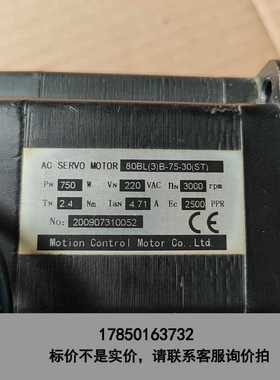 AC SERVO MOTOR 80BL(3)B-75-30(ST)
PN 750 W VN 220 VAC ΠN 3000 rpm
TN 2.4 Nm IaN 4.71 A Ec 2500 PPR
No: 200907310052 CE
Motion Control Motor Co., Ltd.
17850163732
标价不是实价，请联系客服询价拍